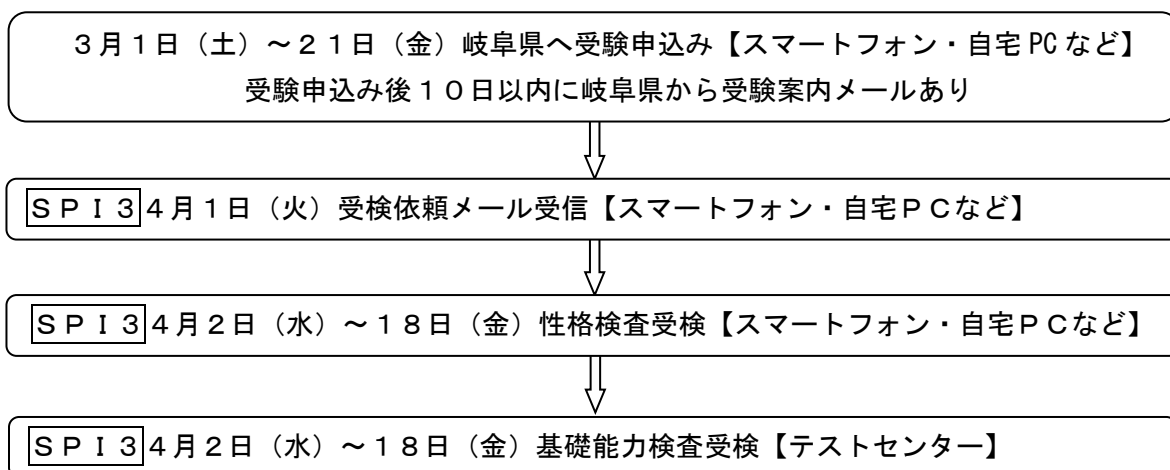 ３月１日（土）～２１日（金）岐阜県へ受験申込み【スマートフォン・自宅 PC など】
受験申込み後１０日以内に岐阜県から受験案内メールあり
ＳＰＩ３ ４月１日（火）受検依頼メール受信【スマートフォン・自宅ＰＣなど】
ＳＰＩ３ ４月２日（水）～18日（金）性格検査受検【スマートフォン・自宅ＰＣなど】
ＳＰＩ３ ４月２日（水）～18日（金）基礎能力検査受検【テストセンター】